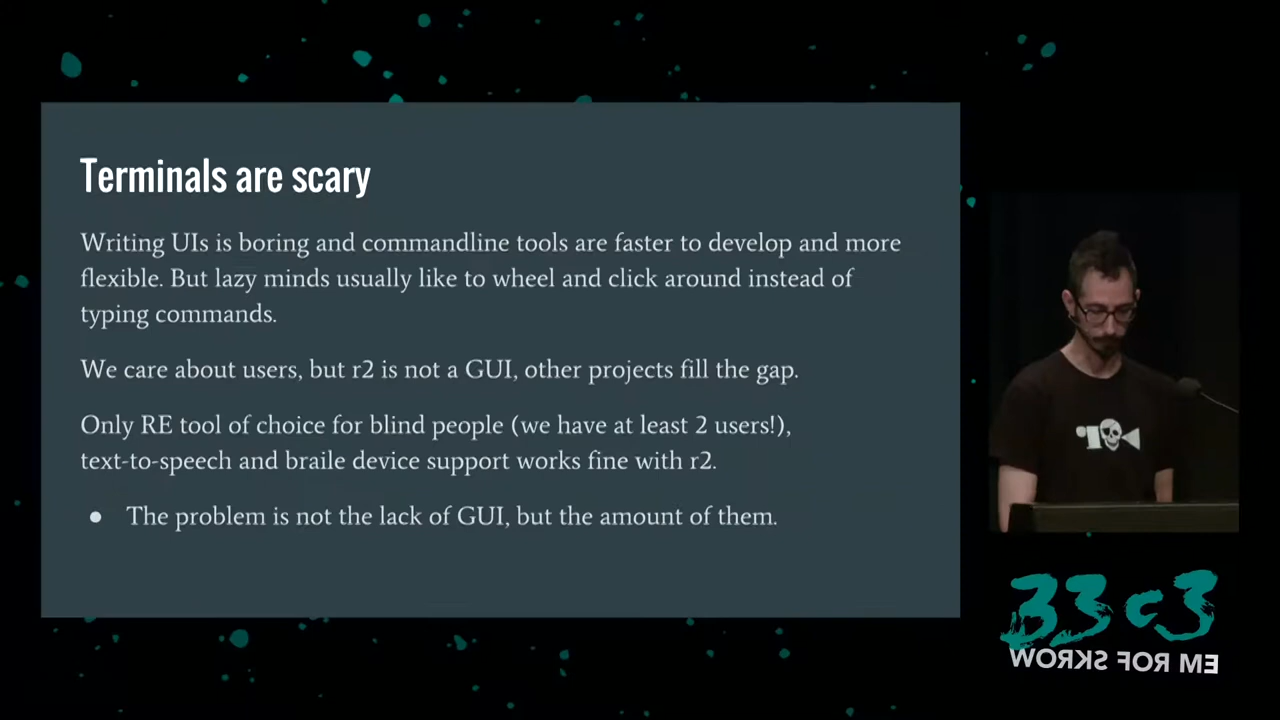 Terminals are scary
Writing UIs is boring and commandline tools are faster to develop and more
flexible. But lazy minds usually like to wheel and click around instead of
typing commands.
We care about users, but r2 is not a GUI, other projects fill the gap.
Only RE tool of choice for blind people (we have at least 2 users!),
text-to-speech and braile device support works fine with r2.
● The problem is not the lack of GUI, but the amount of them.
33c3
WORKS FOR ME